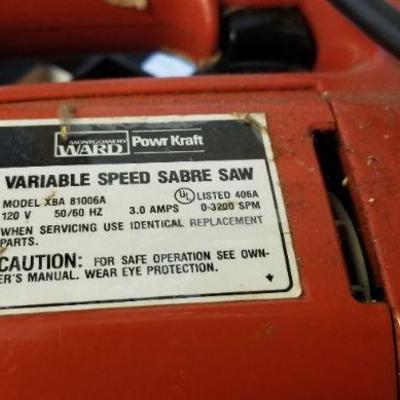 MONTGOMERY
WARD Powr Kraft
VARIABLE SPEED SABRE SAW
MODEL XBA 81006A UL LISTED 406A
120 V 50/60 HZ 3.0 AMPS 0-3200 SPM
WHEN SERVICING USE IDENTICAL REPLACEMENT
PARTS.
CAUTION: FOR SAFE OPERATION SEE OWN-
ER'S MANUAL. WEAR EYE PROTECTION.